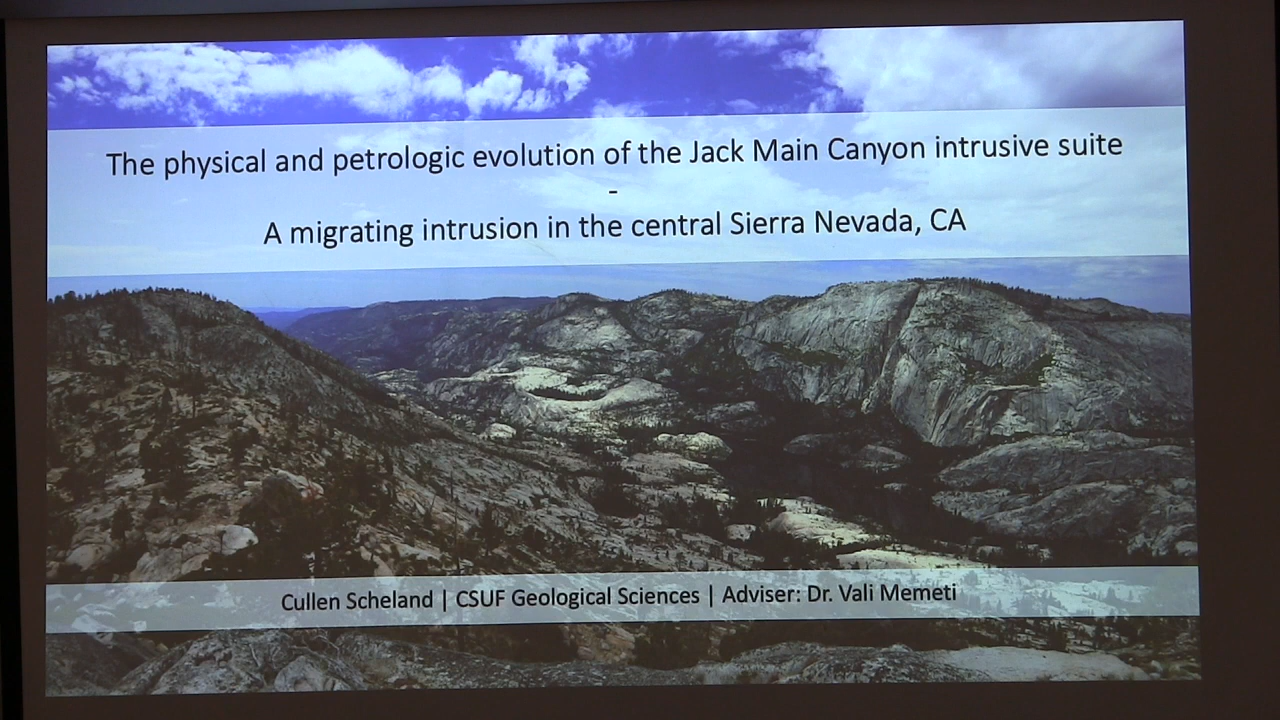 The physical and petrologic evolution of the Jack Main Canyon intrusive suite
-
A migrating intrusion in the central Sierra Nevada, CA
Cullen Scheland | CSUF Geological Sciences | Adviser: Dr. Vali Memeti